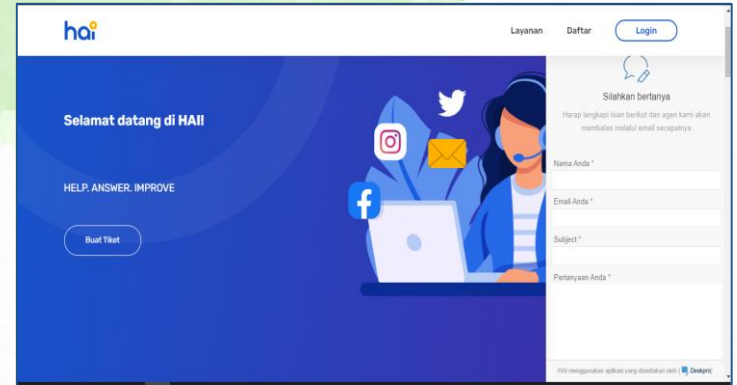 hai
Layanan Daftar Login
Selamat datang di HAI!
HELP. ANSWER. IMPROVE
Buat Tiket
Silahkan bertanya
Harap lengkapi isian berikut dan agen kami akan
membalas melalui email secepatnya
Nama Anda *
Email Anda *
Subject *
Pertanyaan Anda *
HAI menggunakan aplikasi yang disediakan oleh ( Deskpro)